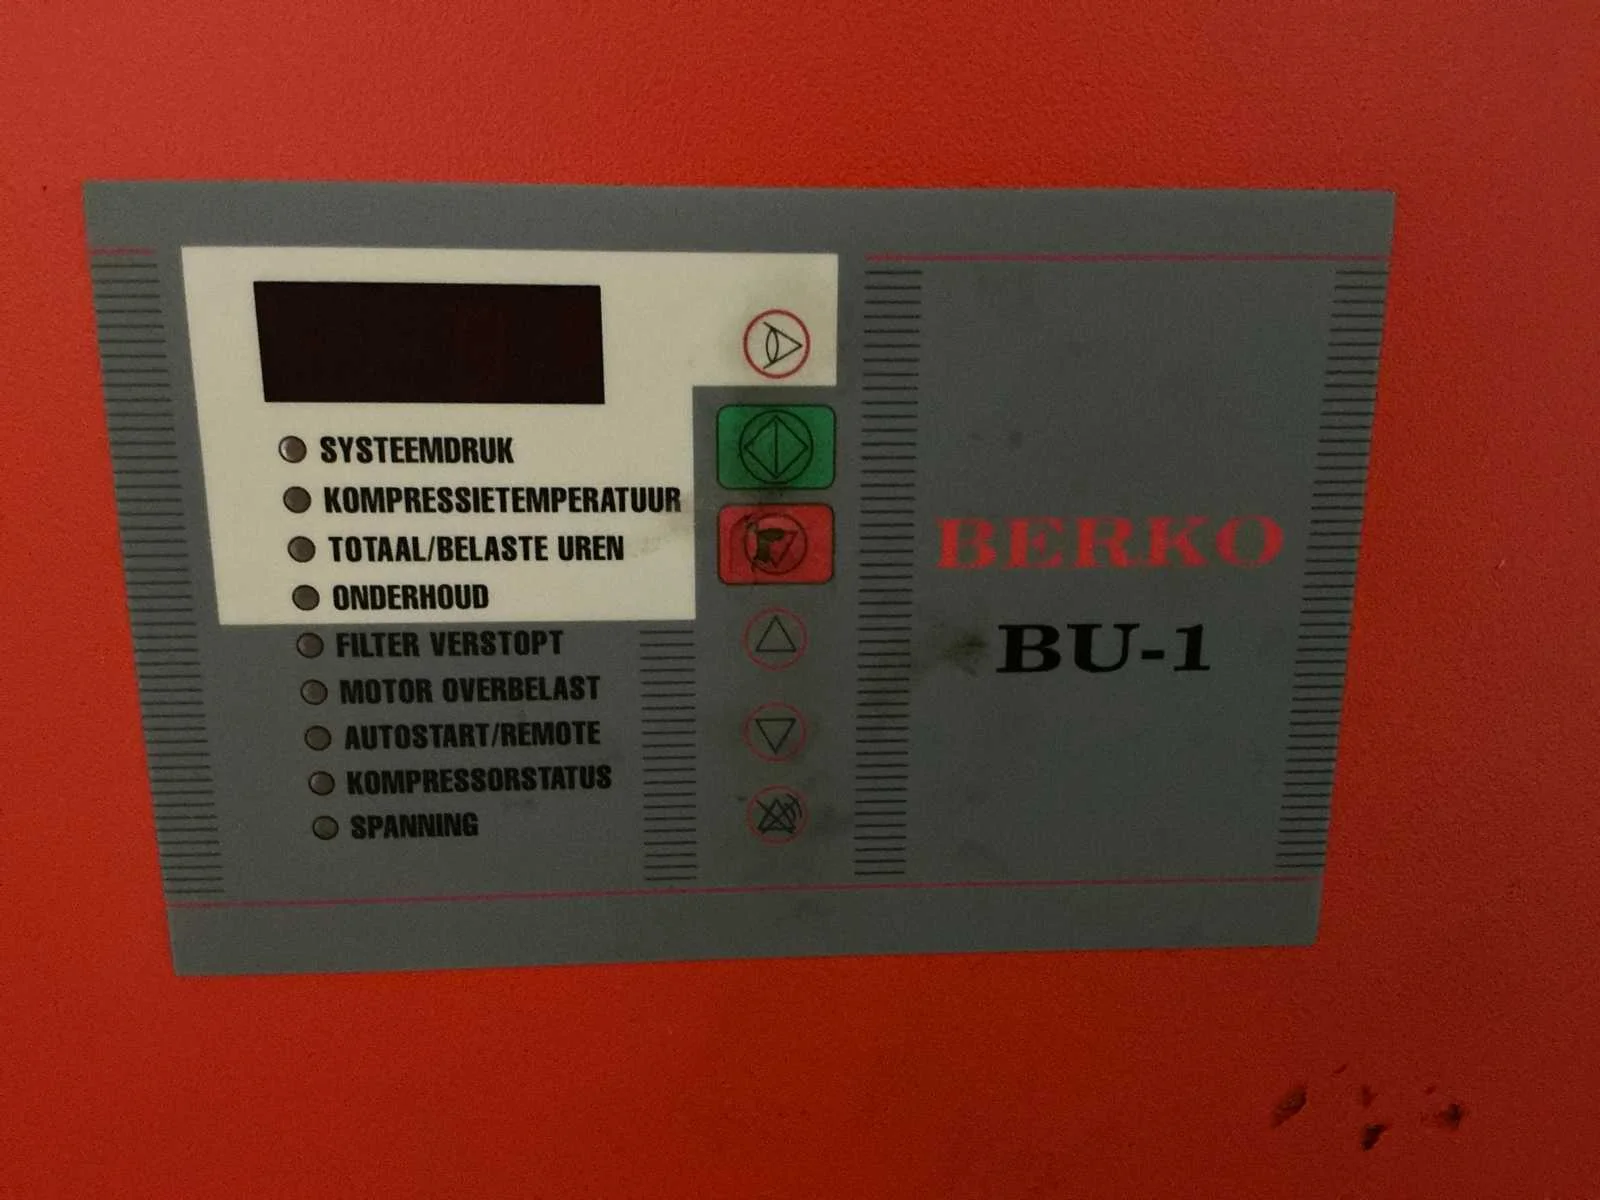 SYSTEEMDRUK
KOMPRESSIETEMPERATUUR
TOTAAL/BELASTE UREN
ONDERHOUD
FILTER VERSTOPT
MOTOR OVERBELAST
AUTOSTART/REMOTE
KOMPRESSORSTATUS
SPANNING
BERKO
BU-1